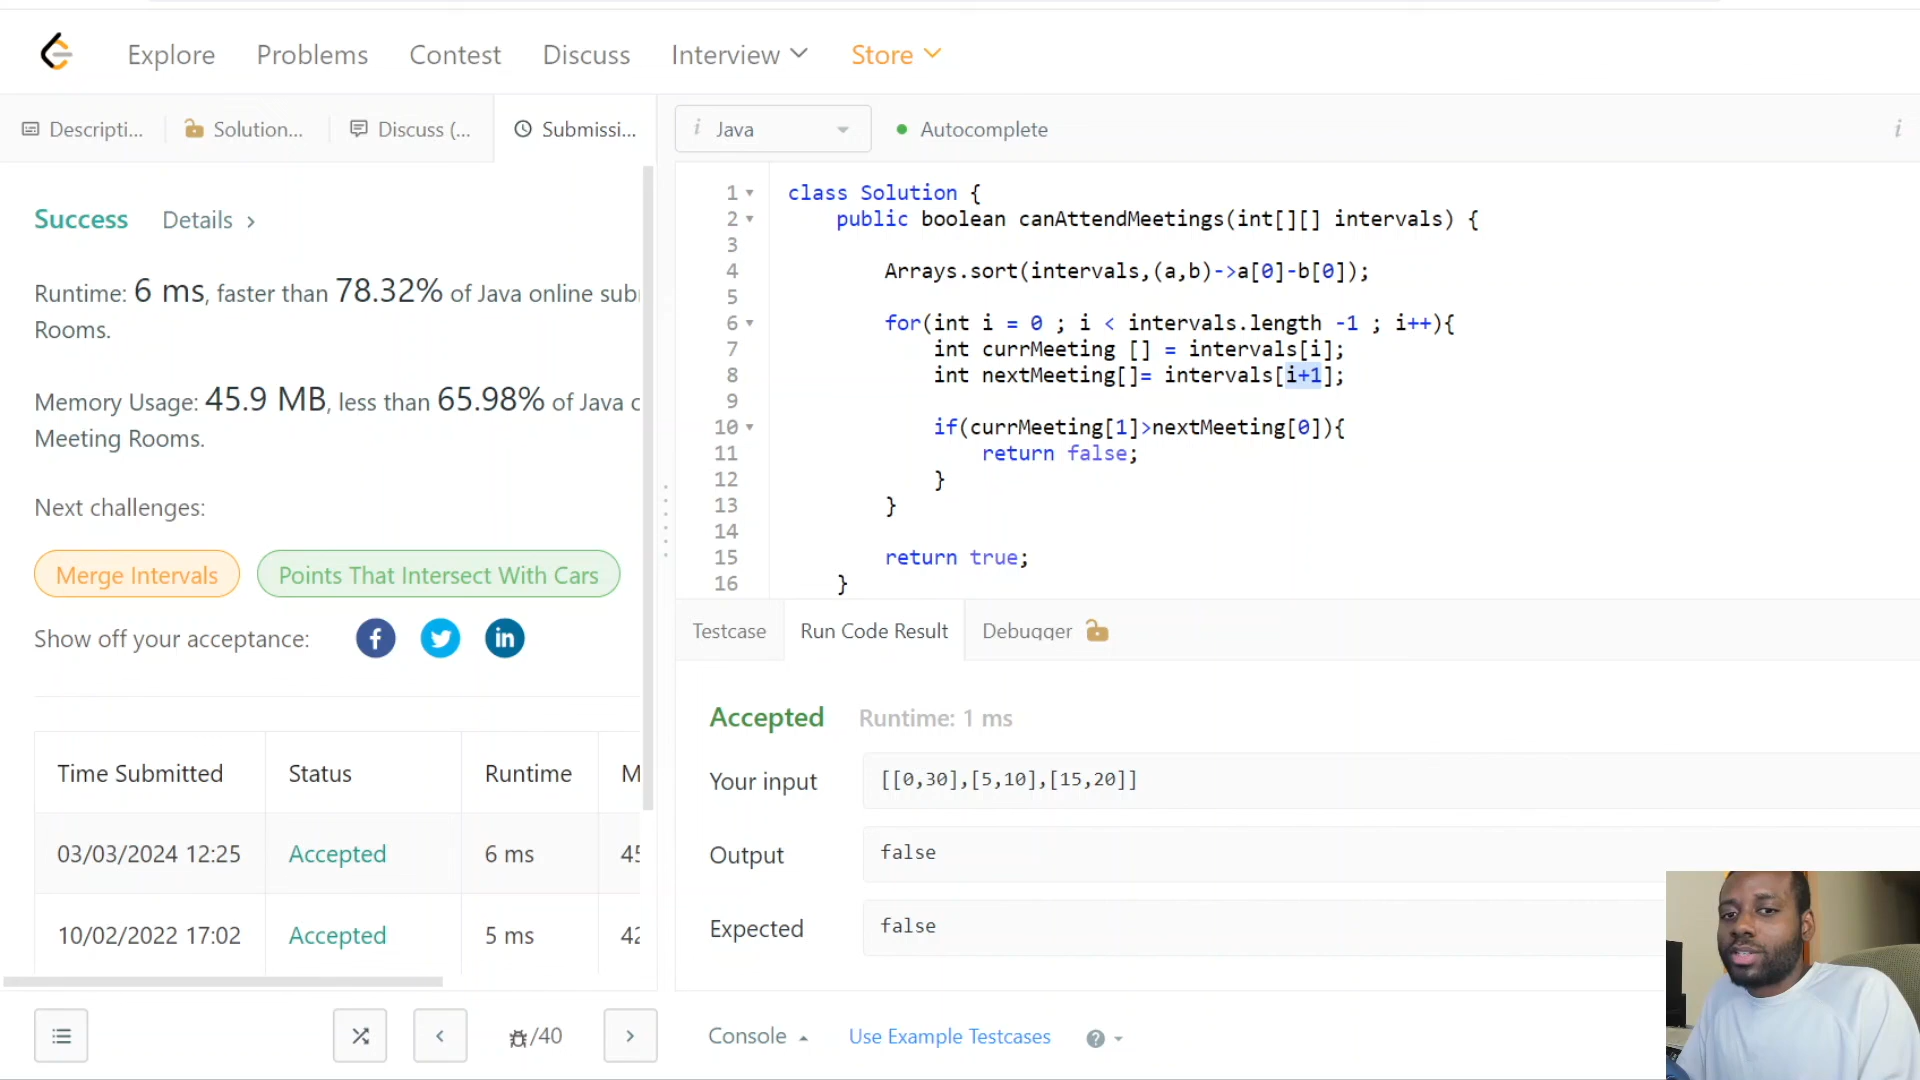 Explore Problems Contest Discuss Interview Store
Descripti... Solution... Discuss (... Submissi...
i Java Autocomplete i
Success Details >
Runtime: 6 ms, faster than 78.32% of Java online
Rooms.
Memory Usage: 45.9 MB, less than 65.98% of Java
Meeting Rooms.
Next challenges:
Merge Intervals Points That Intersect With Cars
Show off your acceptance:
Time Submitted Status Runtime M
03/03/2024 12:25 Accepted 6 ms 45
10/02/2022 17:02 Accepted 5 ms 42
/40
1 class Solution {
2 public boolean canAttendMeetings(int[][] intervals) {
3
4 Arrays.sort(intervals,(a,b)->a[0]-b[0]);
5
6 for(int i = 0 ; i < intervals.length -1 ; i++){
7 int currMeeting [] = intervals[i];
8 int nextMeeting[]= intervals[i+1];
9
10 if(currMeeting[1]>nextMeeting[0]){
11 return false;
12 }
13 }
14
15 return true;
16 }
Testcase Run Code Result Debugger
Accepted Runtime: 1 ms
Your input [[0,30],[5,10],[15,20]]
Output false
Expected false
Console Use Example Testcases ?